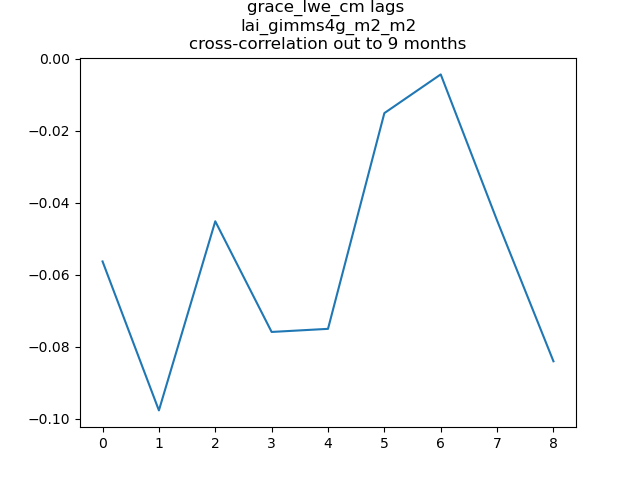 grace_lwe_cm lags
lai_gimms4g_m2_m2
cross-correlation out to 9 months
0.00
−0.02
−0.04
−0.06
−0.08
−0.10
0 1 2 3 4 5 6 7 8